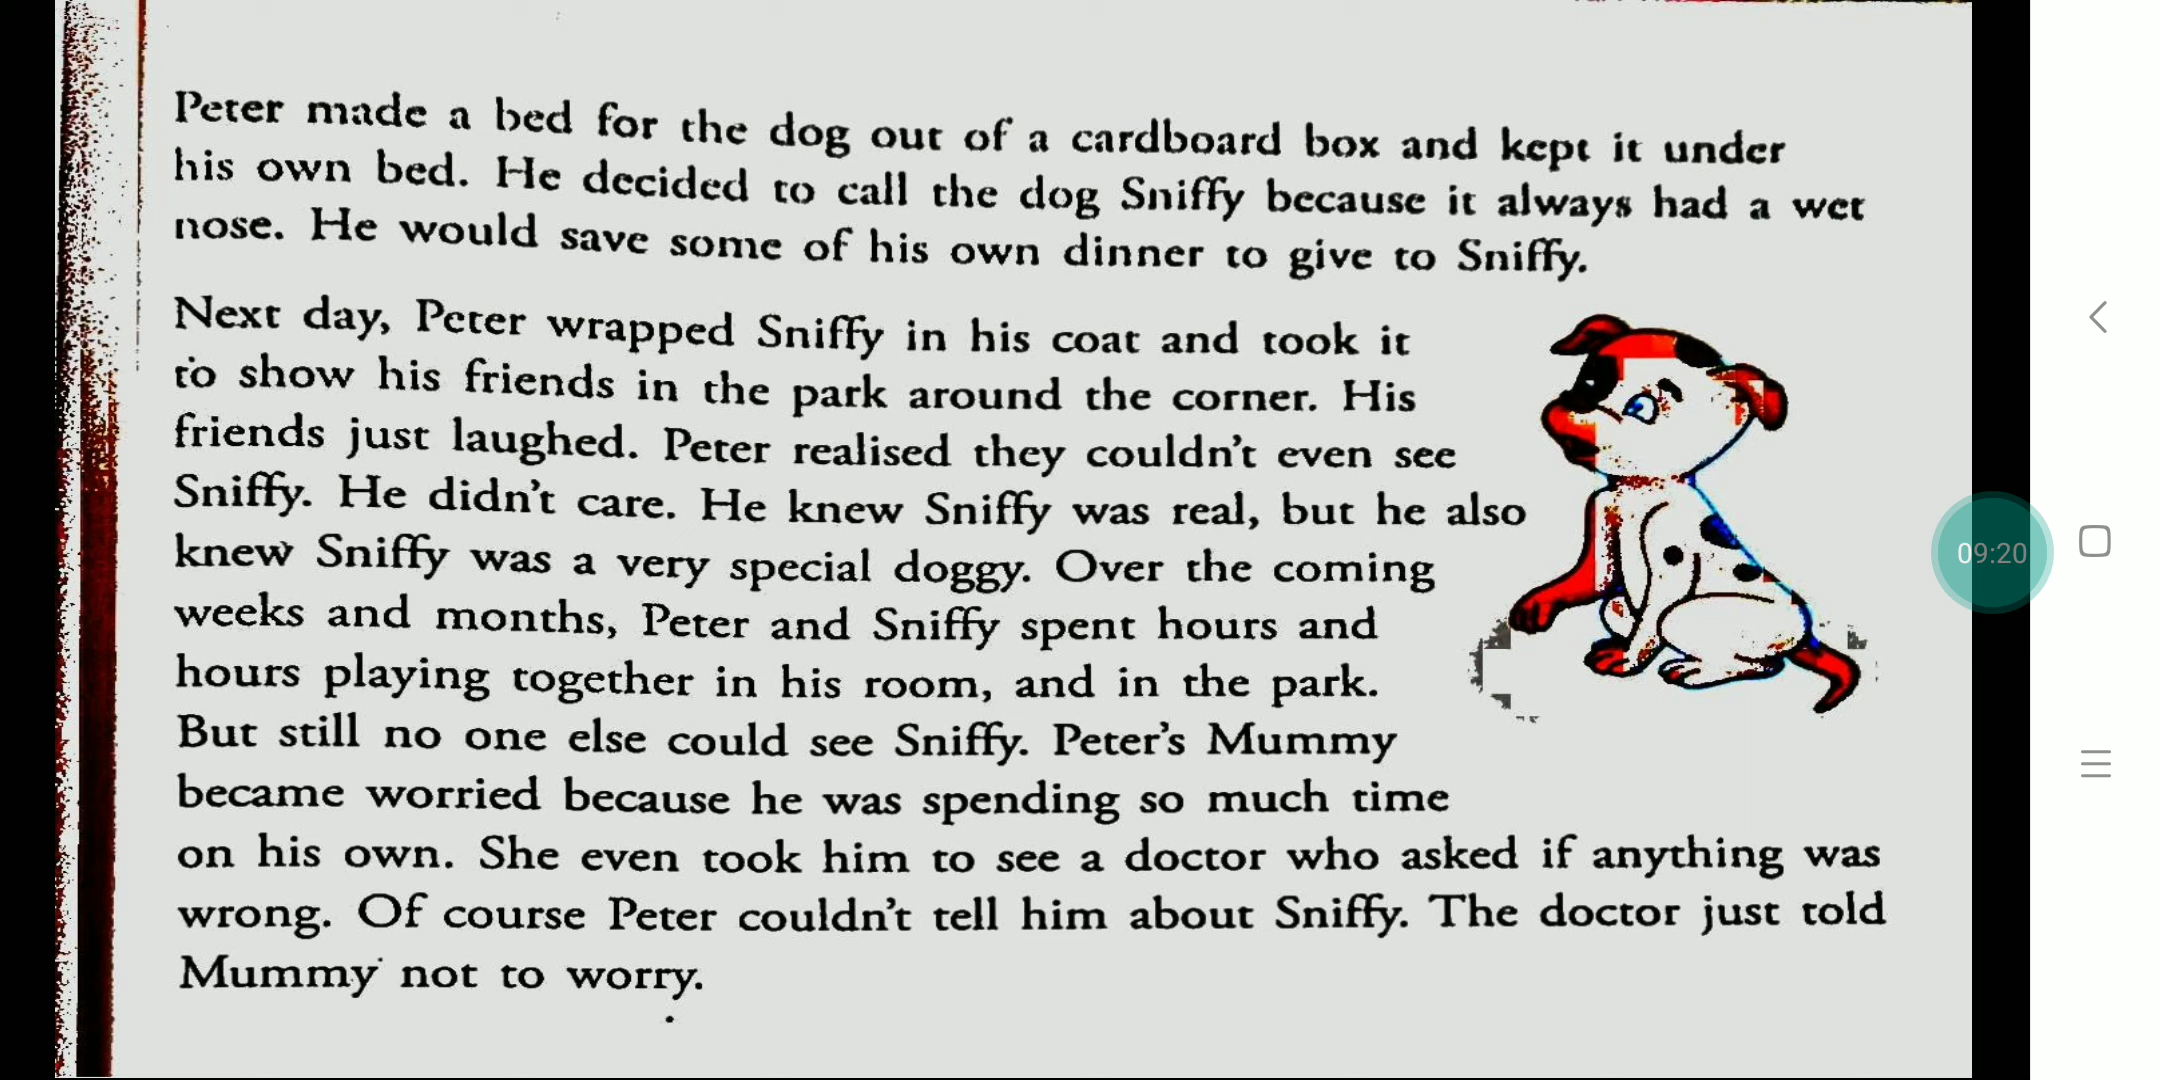 Peter made a bed for the dog out of a cardboard box and kept it under
his own bed. He decided to call the dog Sniffy because it always had a wet
nose. He would save some of his own dinner to give to Sniffy.
Next day, Peter wrapped Sniffy in his coat and took it
to show his friends in the park around the corner. His
friends just laughed. Peter realised they couldn't even see
Sniffy. He didn't care. He knew Sniffy was real, but he also
knew Sniffy was a very special doggy. Over the coming
weeks and months, Peter and Sniffy spent hours and
hours playing together in his room, and in the park.
But still no one else could see Sniffy. Peter's Mummy
became worried because he was spending so much time
on his own. She even took him to see a doctor who asked if anything was
wrong. Of course Peter couldn't tell him about Sniffy. The doctor just told
Mummy not to worry.
09:20